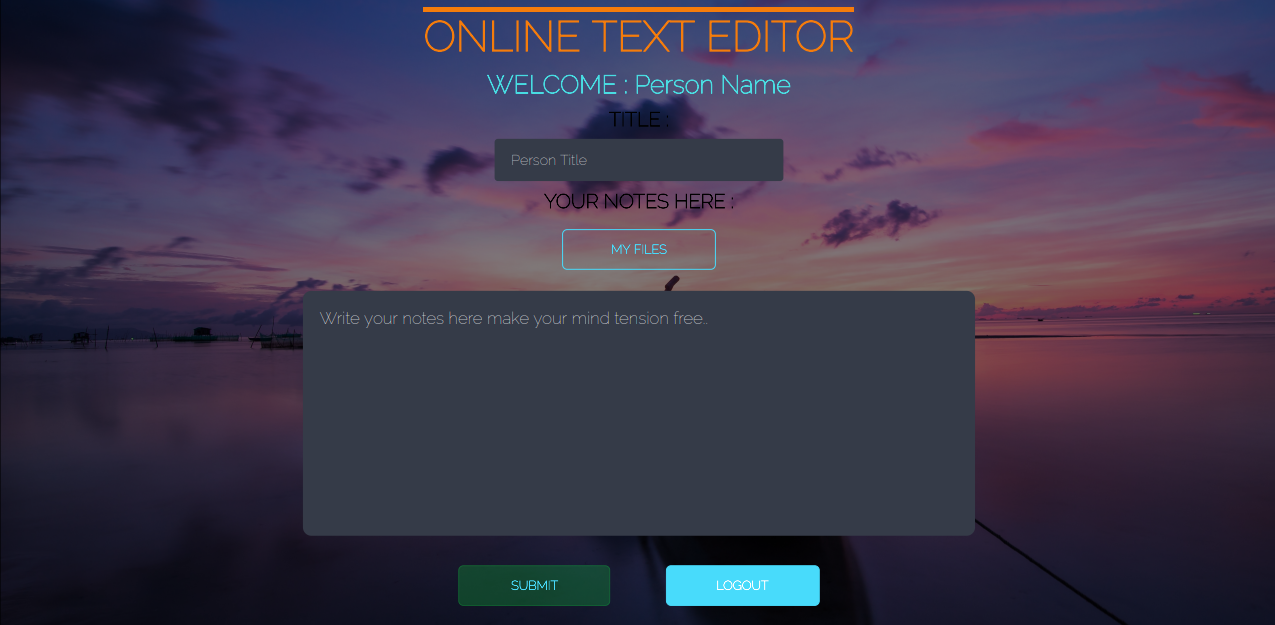 ONLINE TEXT EDITOR
WELCOME : Person Name
TITLE :
Person Title
YOUR NOTES HERE :
MY FILES
Write your notes here make your mind tension free...
SUBMIT
LOGOUT